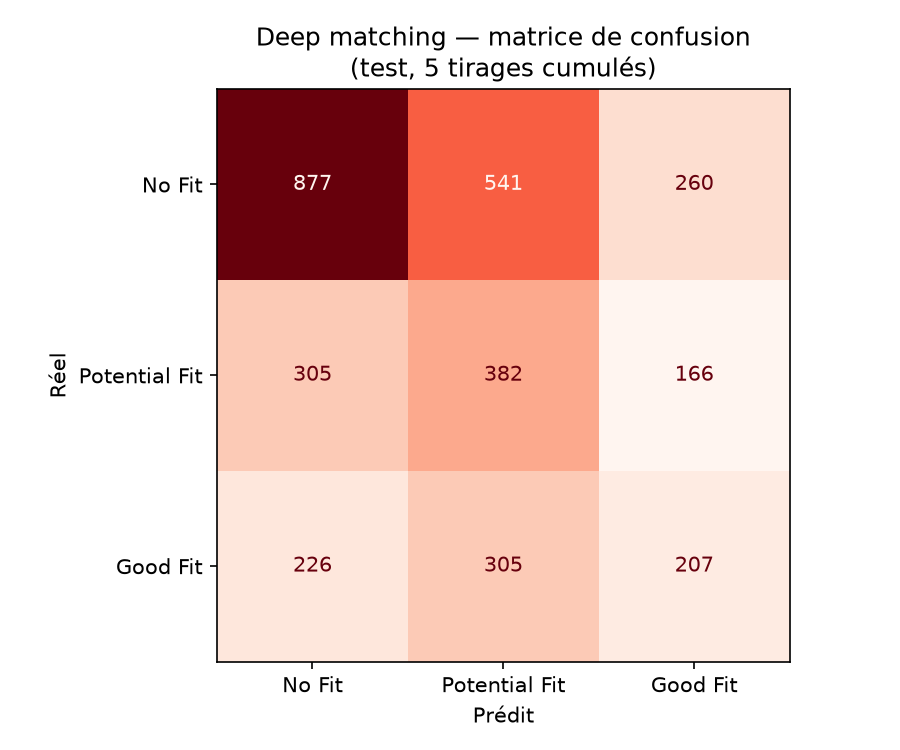 Deep matching — matrice de confusion
(test, 5 tirages cumulés)
No Fit
877
541
260
Réel
Potential Fit
305
382
166
Good Fit
226
305
207
No Fit
Potential Fit
Good Fit
Prédit